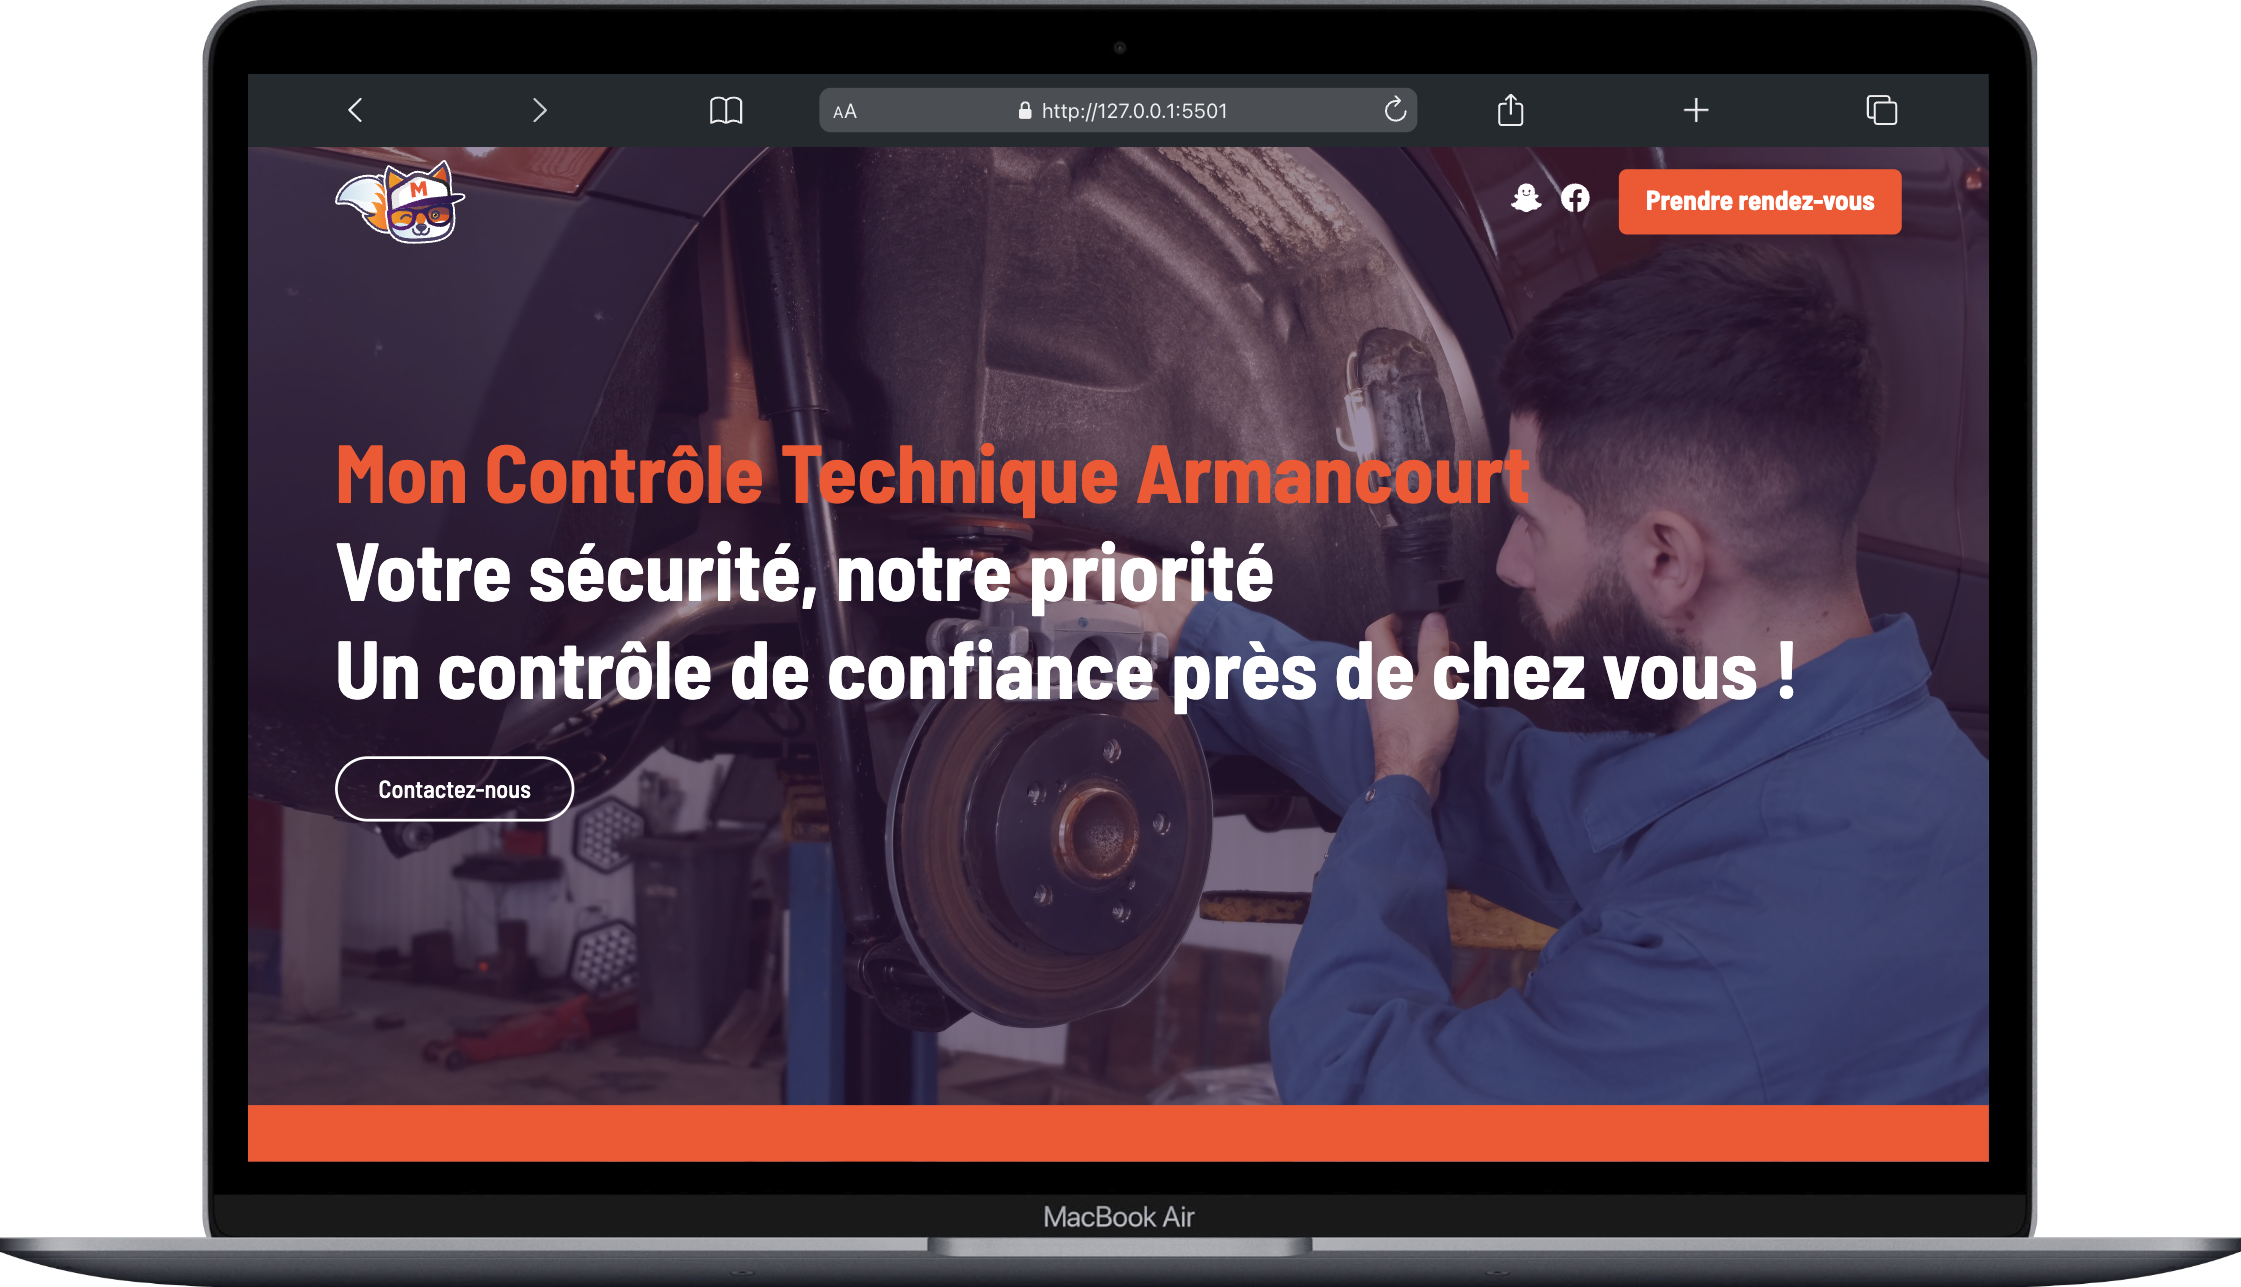 AA
http://127.0.0.1:5501
M
Prendre rendez-vous
Mon Contrôle Technique Armancourt
Votre sécurité, notre priorité
Un contrôle de confiance près de chez vous !
Contactez-nous
MacBook Air